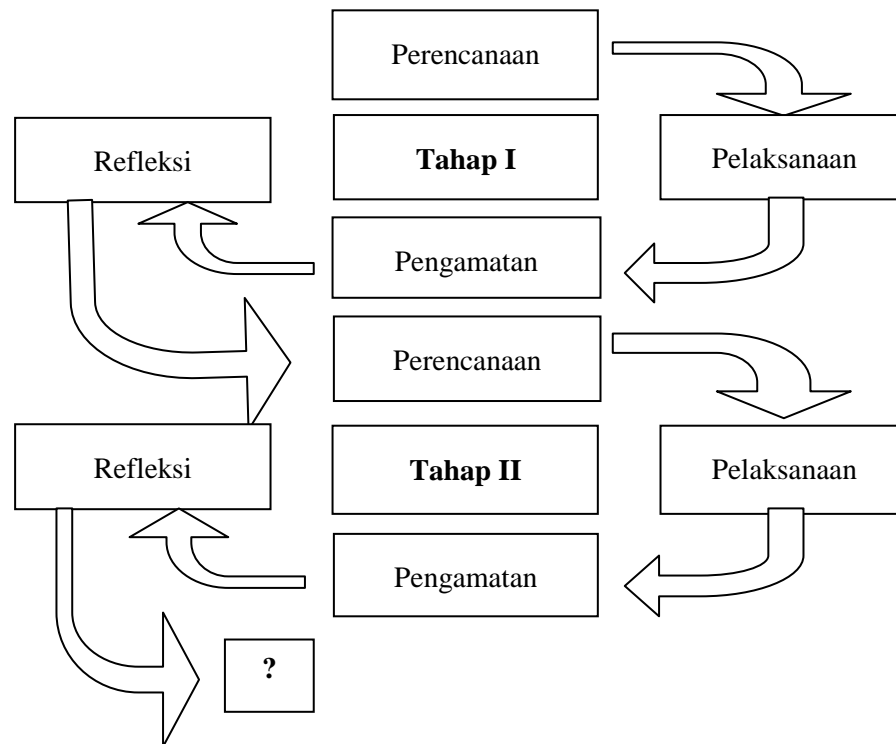 Perencanaan
Refleksi
Tahap I
Pelaksanaan
Pengamatan
Perencanaan
Refleksi
Tahap II
Pelaksanaan
Pengamatan
?